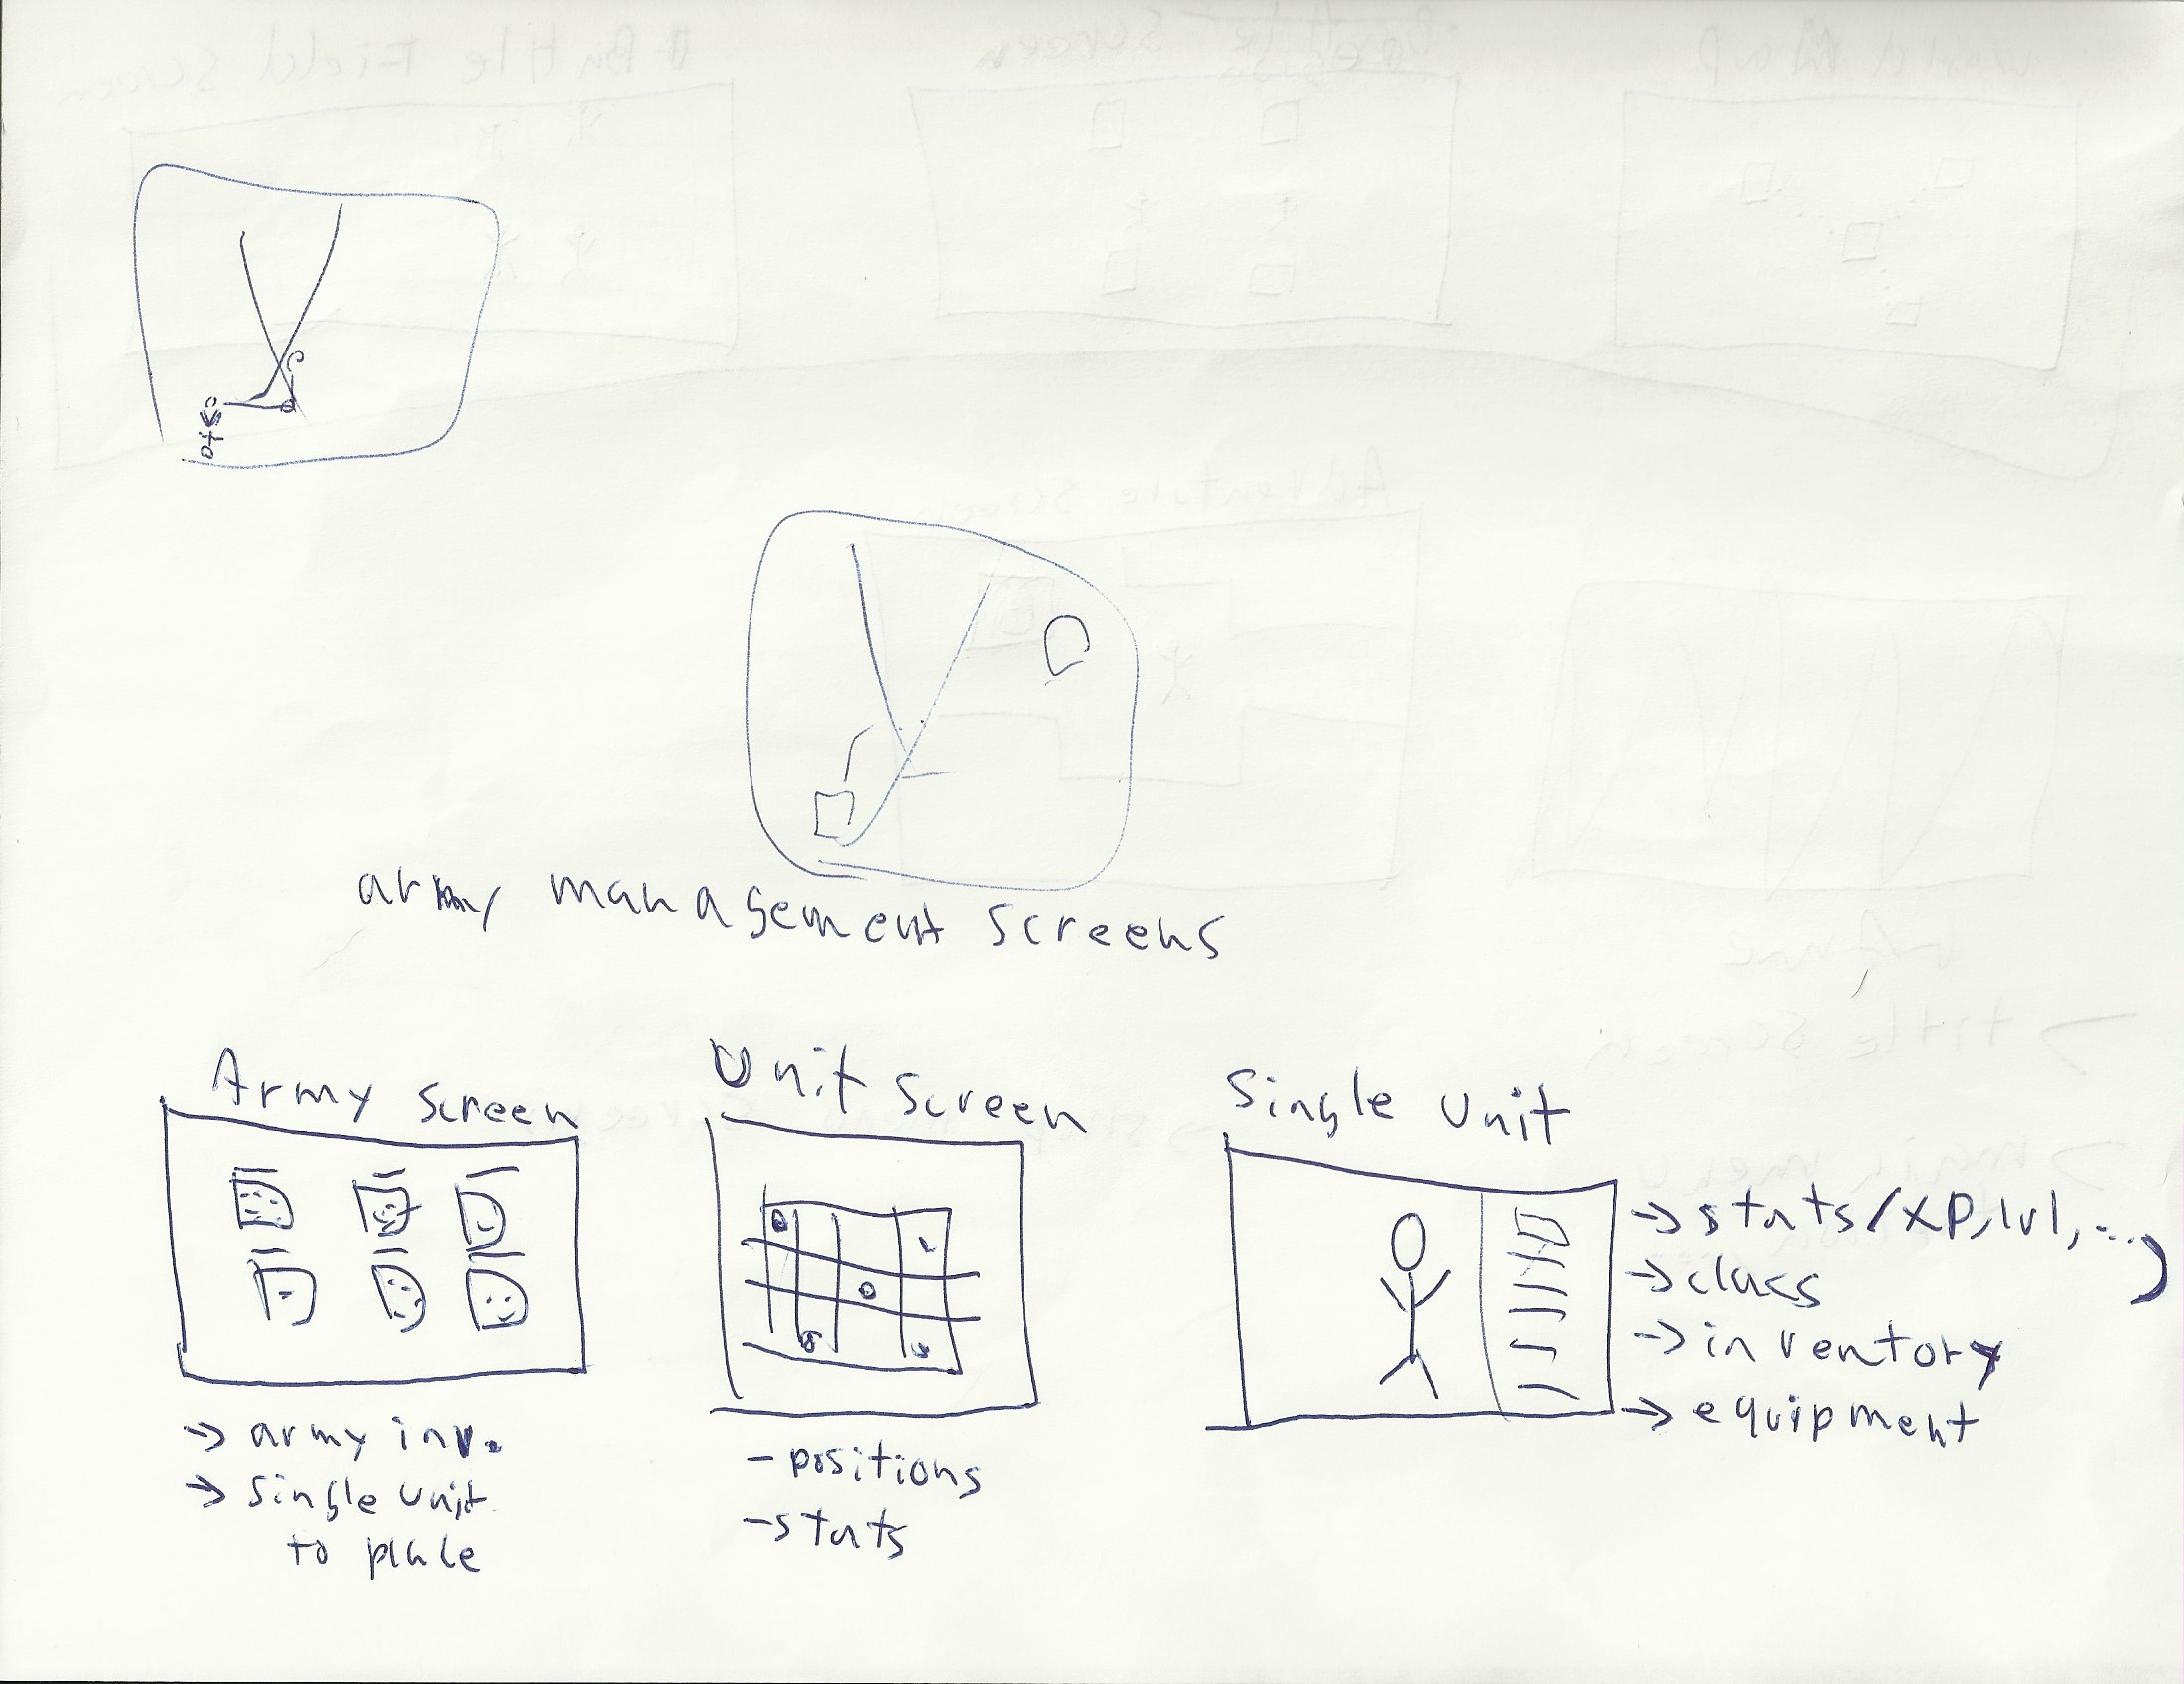 army management screens
Army screen
→ army inv.
→ single unit
to place
Unit screen
- positions
- stats
Single Unit
→ stats/XP, lvl, ...)
→ class
→ inventory
→ equipment